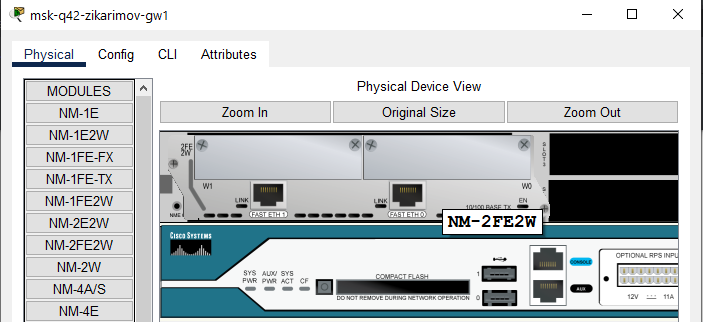 msk-q42-zikarimov-gw1
Physical Config CLI Attributes
MODULES
NM-1E
NM-1E2W
NM-1FE-FX
NM-1FE-TX
NM-1FE2W
NM-2E2W
NM-2FE2W
NM-2W
NM-4A/S
NM-4E
Physical Device View
Zoom In Original Size Zoom Out
2FE
2W
W1
W0
LINK
LINK
EN
FAST ETH 1
FAST ETH 0
10/100 BASE TX
NM-2FE2W
CISCO SYSTEMS
SYS
PWR
AUX/
PWR
SYS
ACT
CF
COMPACT FLASH
DO NOT REMOVE DURING NETWORK OPERATION
1
0
CONSOLE
AUX
OPTIONAL RPS INPU
12V
11A